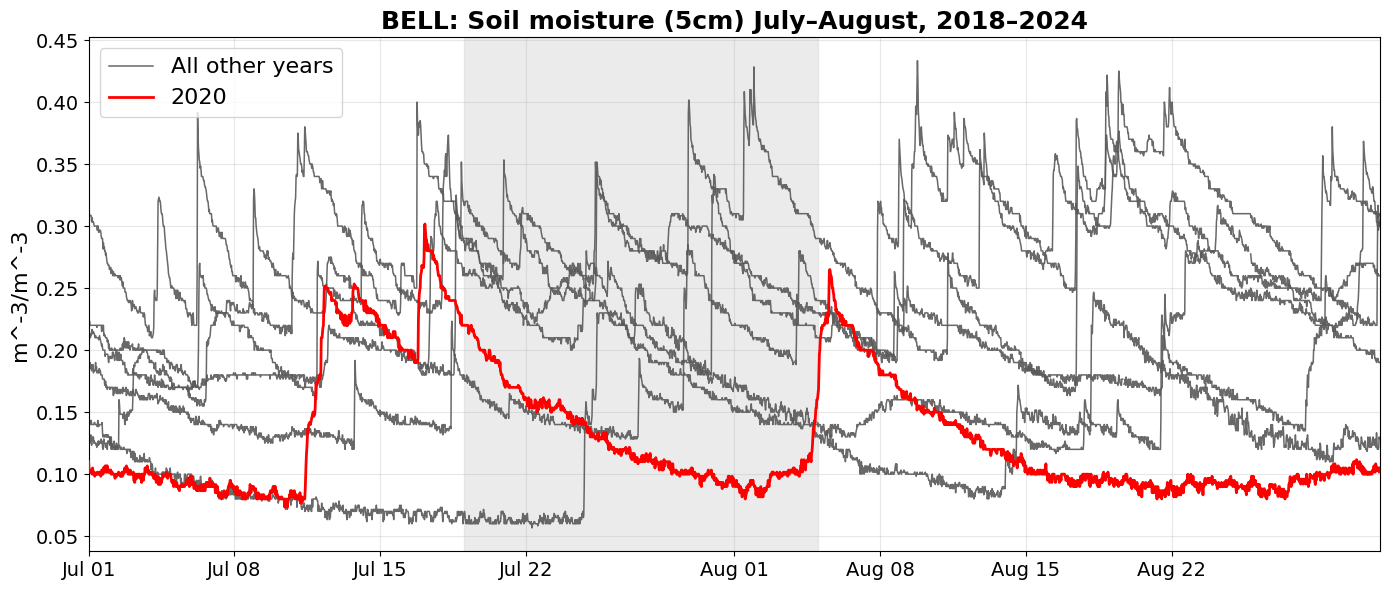 BELL: Soil moisture (5cm) July–August, 2018–2024
All other years
2020
m^-3/m^-3
0.45
0.40
0.35
0.30
0.25
0.20
0.15
0.10
0.05
Jul 01
Jul 08
Jul 15
Jul 22
Aug 01
Aug 08
Aug 15
Aug 22